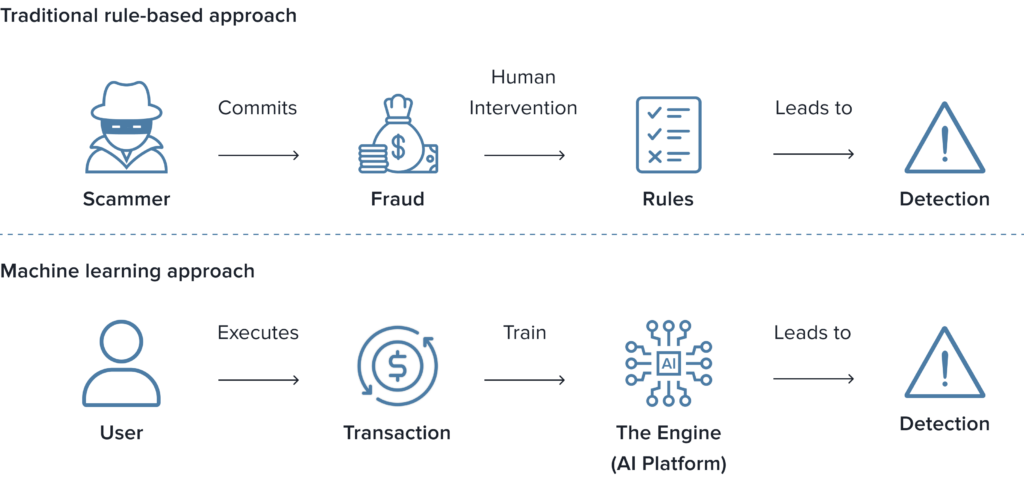 Traditional rule-based approach
Human
Commits
Intervention
Leads to
$
Scammer
Fraud
Rules
Detection
Machine learning approach
Executes
Train
Leads to
$
AI
User
Transaction
The Engine
Detection
(AI Platform)